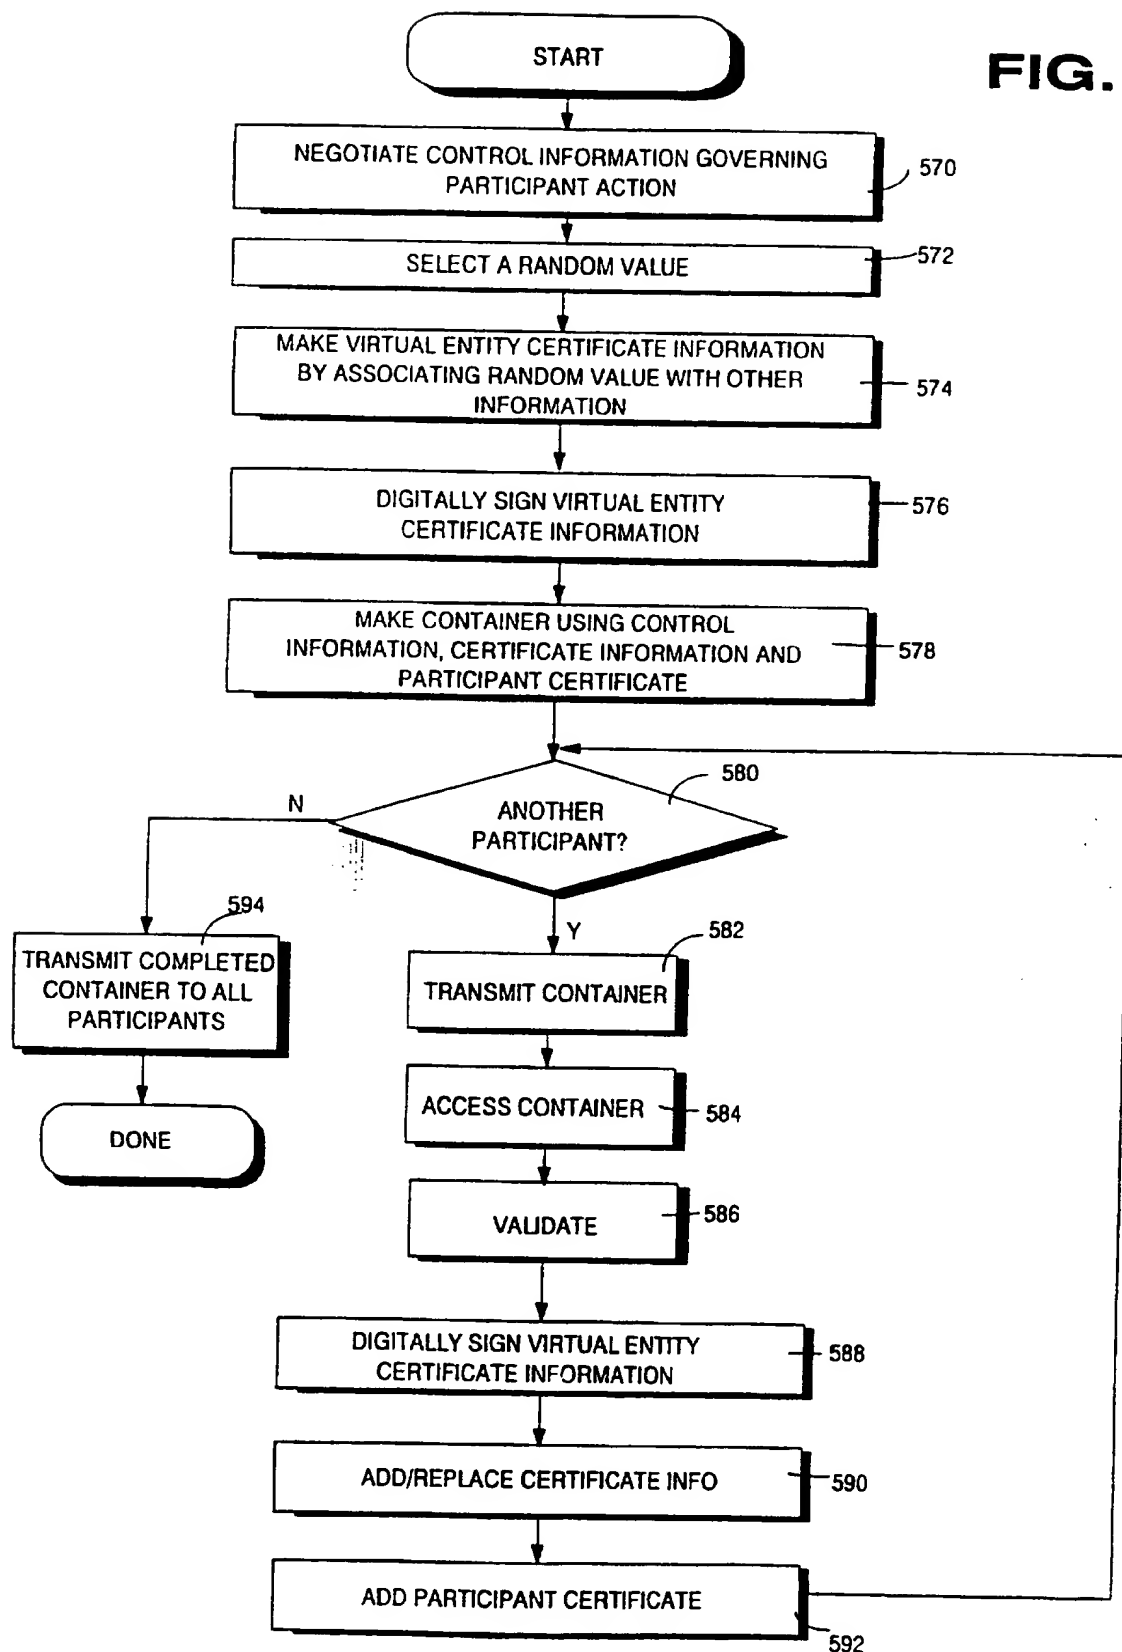 FIG.
START
NEGOTIATE CONTROL INFORMATION GOVERNING
PARTICIPANT ACTION
570
SELECT A RANDOM VALUE
572
MAKE VIRTUAL ENTITY CERTIFICATE INFORMATION
BY ASSOCIATING RANDOM VALUE WITH OTHER
INFORMATION
574
DIGITALLY SIGN VIRTUAL ENTITY
CERTIFICATE INFORMATION
576
MAKE CONTAINER USING CONTROL
INFORMATION, CERTIFICATE INFORMATION AND
PARTICIPANT CERTIFICATE
578
580
ANOTHER
PARTICIPANT?
N
Y
594
TRANSMIT COMPLETED
CONTAINER TO ALL
PARTICIPANTS
DONE
582
TRANSMIT CONTAINER
ACCESS CONTAINER
584
VALIDATE
586
DIGITALLY SIGN VIRTUAL ENTITY
CERTIFICATE INFORMATION
588
ADD/REPLACE CERTIFICATE INFO
590
ADD PARTICIPANT CERTIFICATE
592